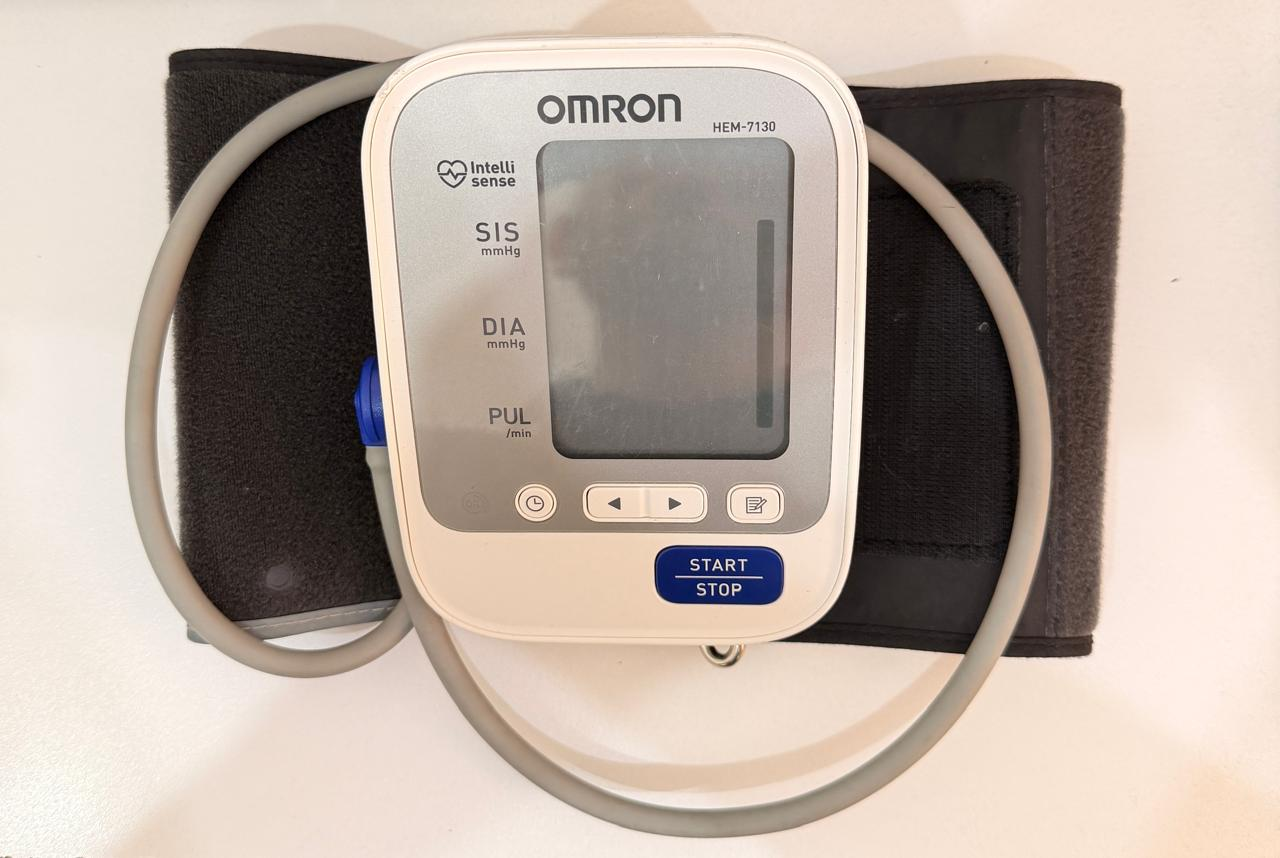 OMRON
HEM-7130
Intelli
sense
SIS
mmHg
DIA
mmHg
PUL
/min
START
STOP